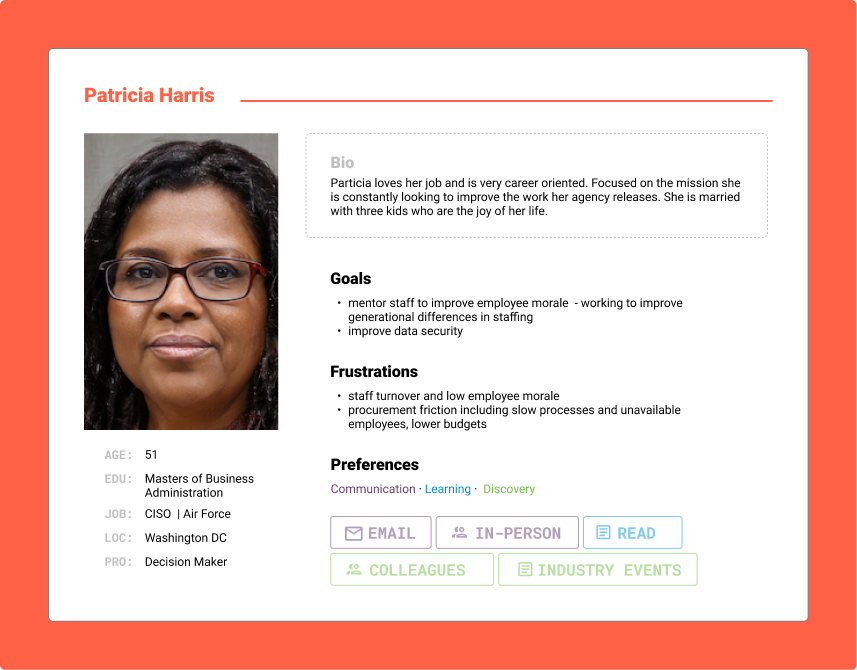 Patricia Harris
Bio
Particia loves her job and is very career oriented. Focused on the mission she
is constantly looking to improve the work her agency releases. She is married
with three kids who are the joy of her life.
Goals
• mentor staff to improve employee morale  - working to improve
generational differences in staffing
• improve data security
Frustrations
• staff turnover and low employee morale
• procurement friction including slow processes and unavailable
employees, lower budgets
Preferences
Communication · Learning ·  Discovery
EMAIL IN-PERSON READ
COLLEAGUES INDUSTRY EVENTS
AGE: 51
EDU: Masters of Business
Administration
JOB: CISO  | Air Force
LOC: Washington DC
PRO: Decision Maker